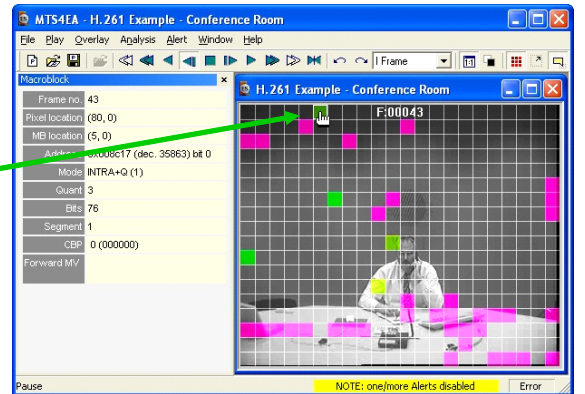 MTS4EA - H.261 Example - Conference Room
File Play Overlay Analysis Alert Window Help
I Frame
Macroblock
H.261 Example - Conference Room
F:00043
Frame no. 43
Pixel location (80, 0)
MB location (5, 0)
0x008c17 (dec. 35863) bit 0
Mode INTRA+Q (1)
Quant 3
Bits 76
Segment 1
CBP 0 (000000)
Forward MV
Pause
NOTE: one/more Alerts disabled
Error